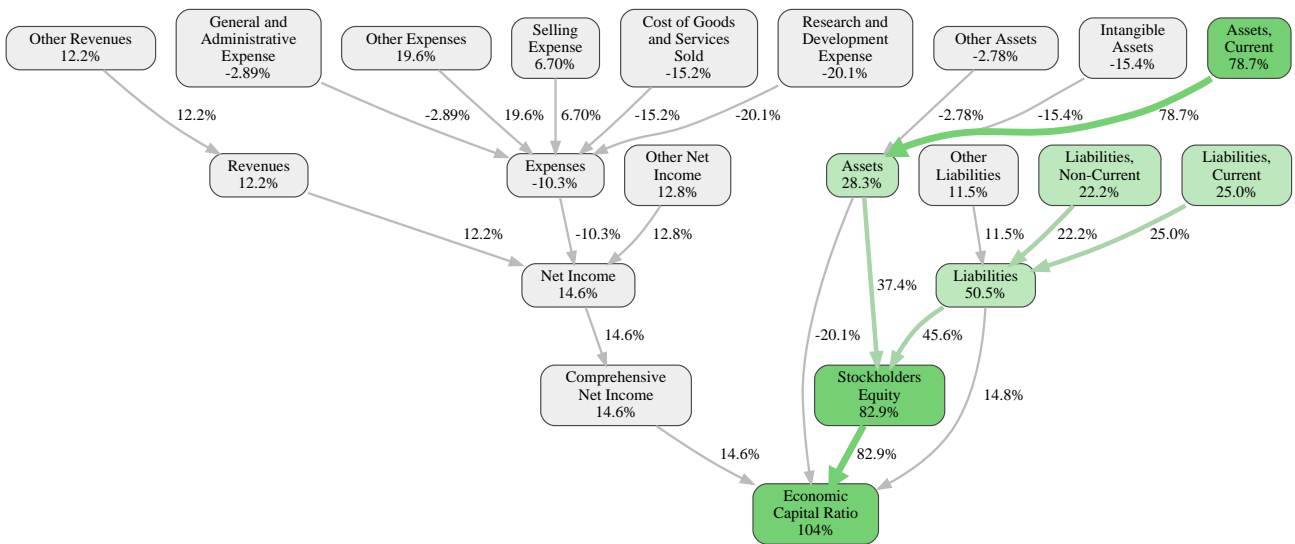 Other Revenues
12.2%
General and
Administrative
Expense
-2.89%
Other Expenses
19.6%
Selling
Expense
6.70%
Cost of Goods
and Services
Sold
-15.2%
Research and
Development
Expense
-20.1%
Other Assets
-2.78%
Intangible
Assets
-15.4%
Assets,
Current
78.7%
12.2%
-2.89%
19.6%
6.70%
-15.2%
-20.1%
-2.78%
-15.4%
78.7%
Revenues
12.2%
Expenses
-10.3%
Other Net
Income
12.8%
Assets
28.3%
Other
Liabilities
11.5%
Liabilities,
Non-Current
22.2%
Liabilities,
Current
25.0%
12.2%
-10.3%
12.8%
11.5%
22.2%
25.0%
Net Income
14.6%
Liabilities
50.5%
37.4%
14.6%
-20.1%
45.6%
Comprehensive
Net Income
14.6%
Stockholders
Equity
82.9%
14.8%
14.6%
82.9%
Economic
Capital Ratio
104%